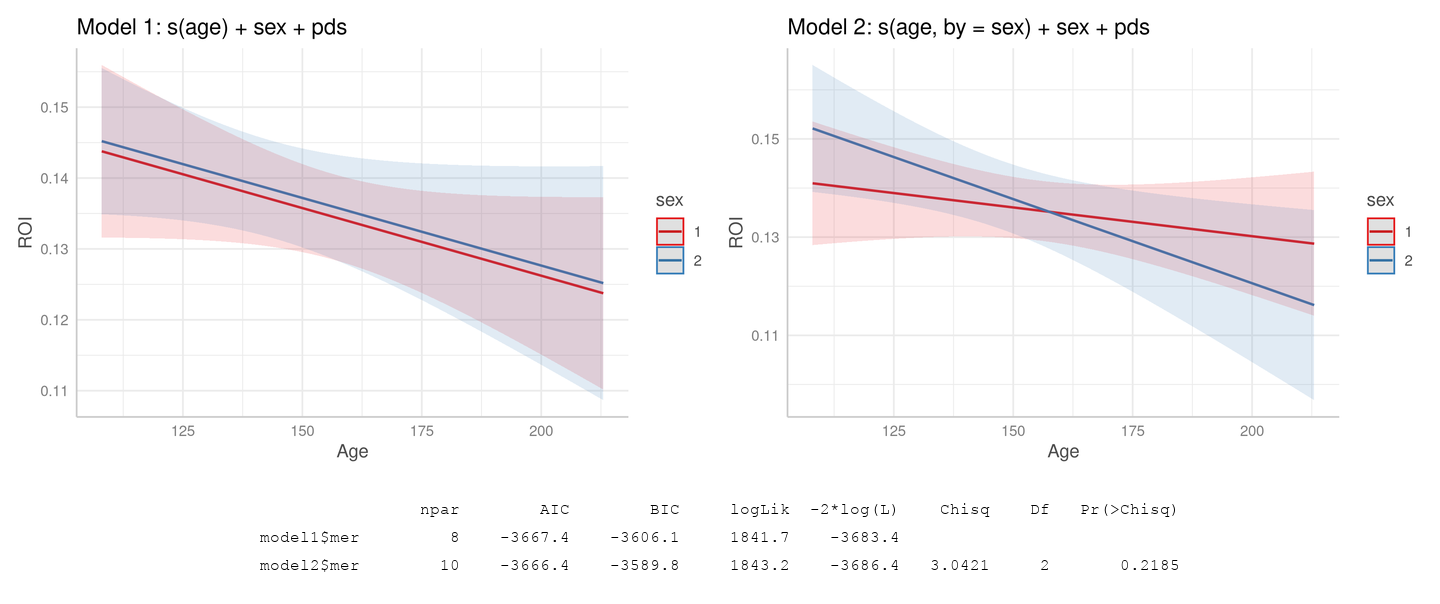 Model 1: s(age) + sex + pds
0.15
0.14
0.13
0.12
0.11
ROI
125 150 175 200
Age
sex
1
2
Model 2: s(age, by = sex) + sex + pds
0.15
0.13
0.11
ROI
125 150 175 200
Age
sex
1
2
npar AIC BIC logLik -2*log(L) Chisq Df Pr(>Chisq)
model1$mer 8 -3667.4 -3606.1 1841.7 -3683.4
model2$mer 10 -3666.4 -3589.8 1843.2 -3686.4 3.0421 2 0.2185